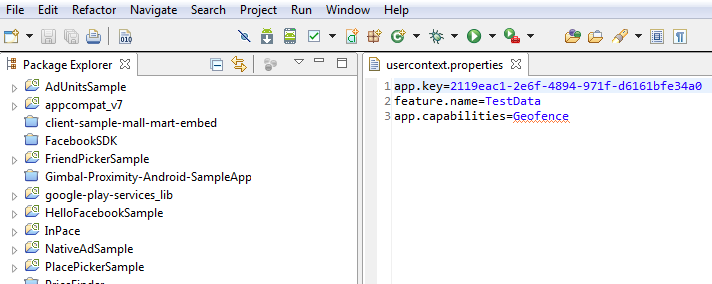 File Edit Refactor Navigate Search Project Run Window Help
010
Package Explorer
usercontext.properties
AdUnitsSample
appcompat_v7
client-sample-mall-mart-embed
FacebookSDK
FriendPickerSample
Gimbal-Proximity-Android-SampleApp
google-play-services_lib
HelloFacebookSample
InPace
NativeAdSample
PlacePickerSample
1 app.key=2119eac1-2e6f-4894-971f-d6161bfe34a0
2 feature.name=TestData
3 app.capabilities=Geofence